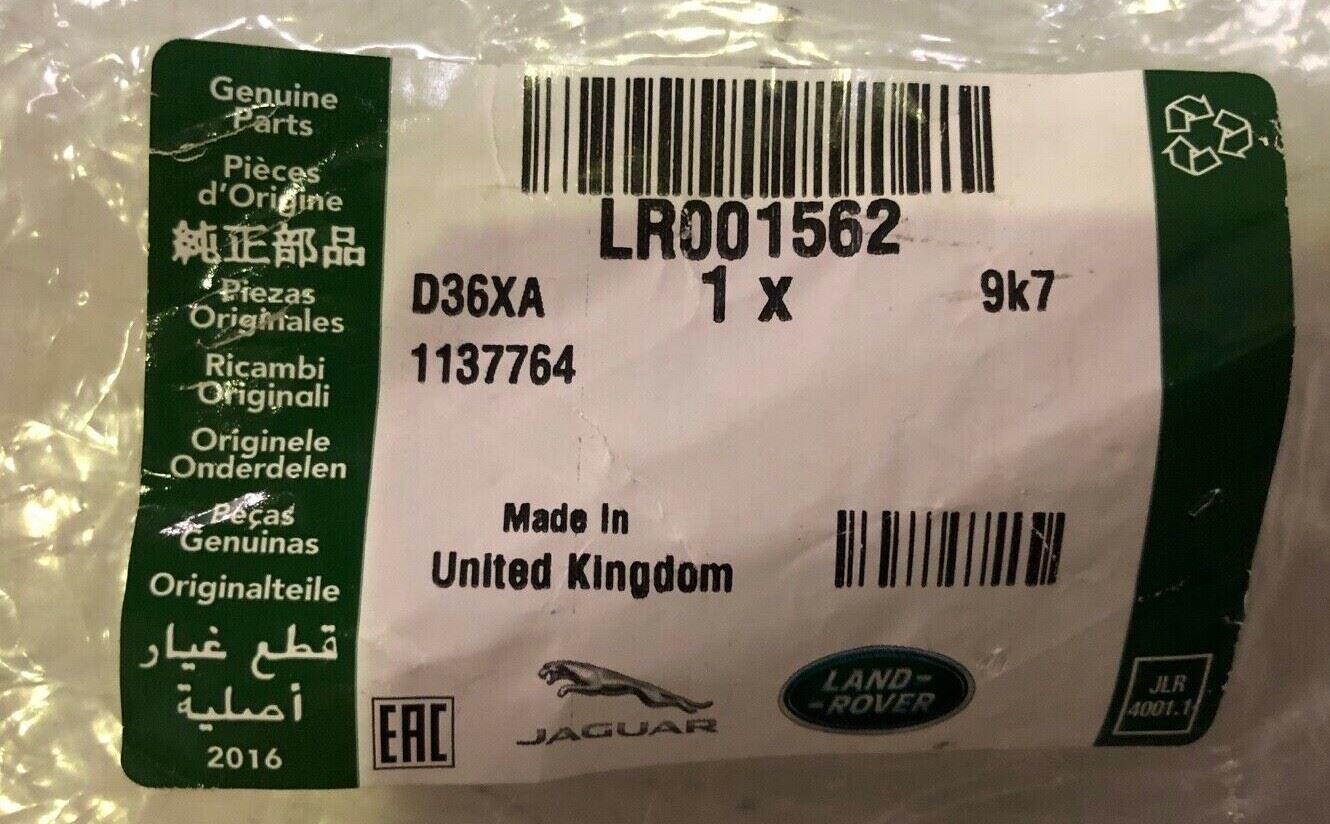 Genuine
Parts
Pièces
d'Origine
純正部品
Piezas
Originales
Ricambi
Originali
Originele
Onderdelen
Peças
Genuinas
Originalteile
قطع غيار
أصلية
2016
LR001562
D36XA
1 x
9k7
1137764
Made In
United Kingdom
EAC
JAGUAR
LAND-
-ROVER
JLR
4001.1